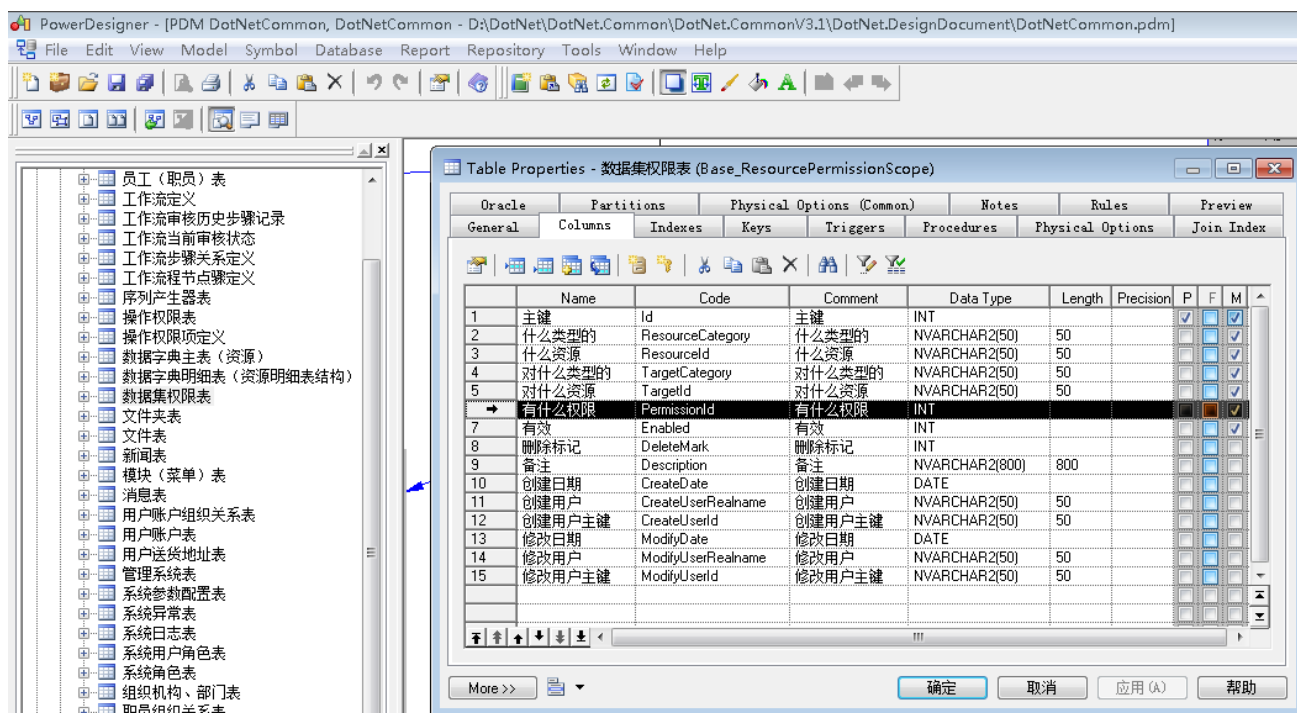 PowerDesigner - [PDM DotNetCommon, DotNetCommon - D:\DotNet\DotNet.Common\DotNet.CommonV3.1\DotNet.DesignDocument\DotNetCommon.pdm]
File Edit View Model Symbol Database Report Repository Tools Window Help
员工（职员）表
工作流定义
工作流审核历史步骤记录
工作流当前审核状态
工作流步骤关系定义
工作流程节点骤定义
序列产生器表
操作权限表
操作权限项定义
数据字典主表（资源）
数据字典明细表（资源明细表结构）
数据集权限表
文件夹表
文件表
新闻表
模块（菜单）表
消息表
用户账户组织关系表
用户账户表
用户送货地址表
管理系统表
系统参数配置表
系统异常表
系统日志表
系统用户角色表
系统角色表
组织机构、部门表
职员组织关系表
Table Properties - 数据集权限表 (Base_ResourcePermissionScope)
Oracle Partitions Physical Options (Common) Notes Rules Preview
General Columns Indexes Keys Triggers Procedures Physical Options Join Index
Name Code Comment Data Type Length Precision P F M
1 主键 Id 主键 INT
2 什么类型的 ResourceCategory 什么类型的 NVARCHAR2(50) 50
3 什么资源 ResourceId 什么资源 NVARCHAR2(50) 50
4 对什么类型的 TargetCategory 对什么类型的 NVARCHAR2(50) 50
5 对什么资源 TargetId 对什么资源 NVARCHAR2(50) 50
有什么权限 PermissionId 有什么权限 INT
7 有效 Enabled 有效 INT
8 删除标记 DeleteMark 删除标记 INT
9 备注 Description 备注 NVARCHAR2(800) 800
10 创建日期 CreateDate 创建日期 DATE
11 创建用户 CreateUserRealname 创建用户 NVARCHAR2(50) 50
12 创建用户主键 CreateUserId 创建用户主键 NVARCHAR2(50) 50
13 修改日期 ModifyDate 修改日期 DATE
14 修改用户 ModifyUserRealname 修改用户 NVARCHAR2(50) 50
15 修改用户主键 ModifyUserId 修改用户主键 NVARCHAR2(50) 50
More >> 确定 取消 应用(A) 帮助